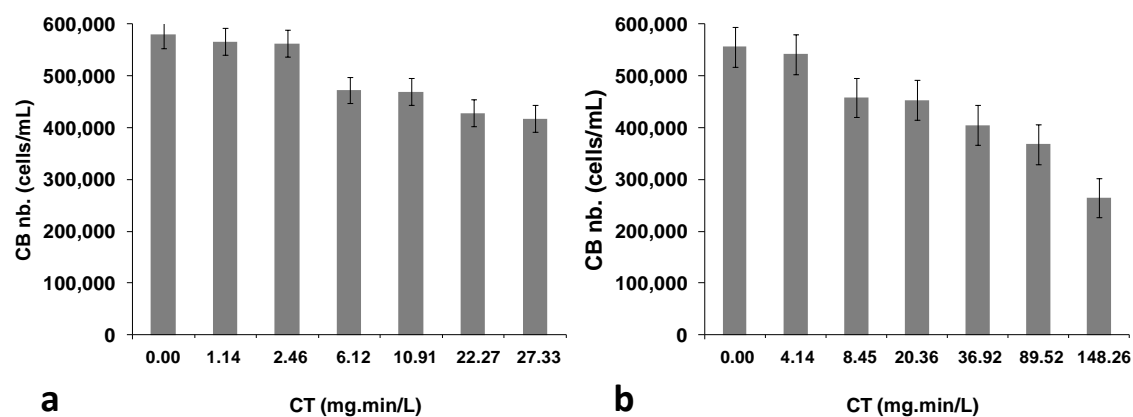 CB nb. (cells/mL)
600,000
500,000
400,000
300,000
200,000
100,000
0
0.00 1.14 2.46 6.12 10.91 22.27 27.33
a
CT (mg.min/L)
CB nb. (cells/mL)
600,000
500,000
400,000
300,000
200,000
100,000
0
0.00 4.14 8.45 20.36 36.92 89.52 148.26
b
CT (mg.min/L)